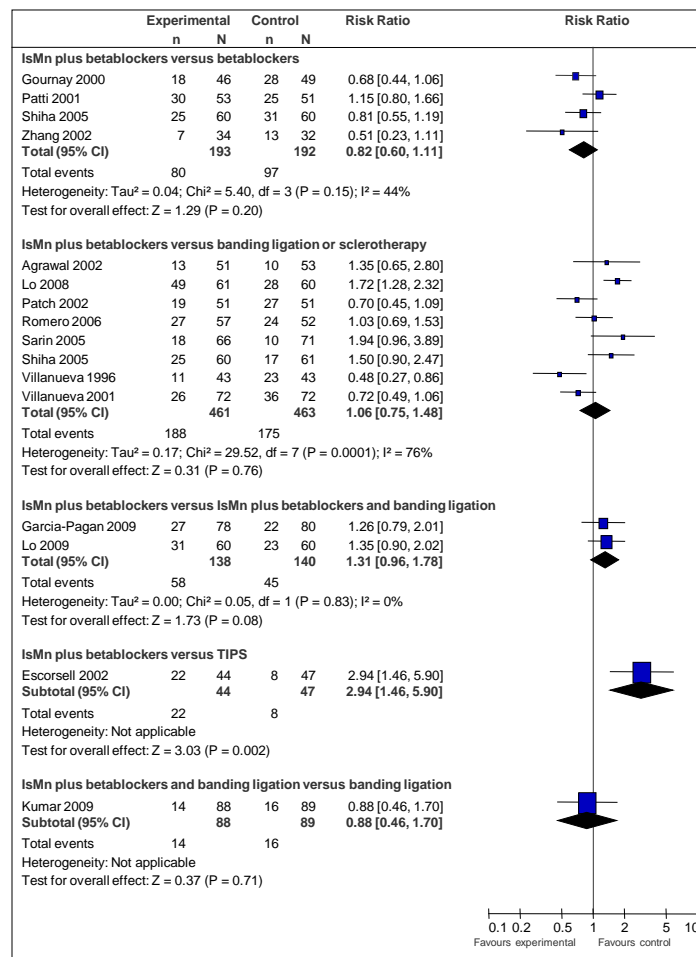 Experimental Control Risk Ratio Risk Ratio
n N n N
IsMn plus betablockers versus betablockers
Gournay 2000 18 46 28 49 0.68 [0.44, 1.06]
Patti 2001 30 53 25 51 1.15 [0.80, 1.66]
Shiha 2005 25 60 31 60 0.81 [0.55, 1.19]
Zhang 2002 7 34 13 32 0.51 [0.23, 1.11]
Total (95% CI) 193 192 0.82 [0.60, 1.11]
Total events 80 97
Heterogeneity: Tau² = 0.04; Chi² = 5.40, df = 3 (P = 0.15); I² = 44%
Test for overall effect: Z = 1.29 (P = 0.20)
IsMn plus betablockers versus banding ligation or sclerotherapy
Agrawal 2002 13 51 10 53 1.35 [0.65, 2.80]
Lo 2008 49 61 28 60 1.72 [1.28, 2.32]
Patch 2002 19 51 27 51 0.70 [0.45, 1.09]
Romero 2006 27 57 24 52 1.03 [0.69, 1.53]
Sarin 2005 18 66 10 71 1.94 [0.96, 3.89]
Shiha 2005 25 60 17 61 1.50 [0.90, 2.47]
Villanueva 1996 11 43 23 43 0.48 [0.27, 0.86]
Villanueva 2001 26 72 36 72 0.72 [0.49, 1.06]
Total (95% CI) 461 463 1.06 [0.75, 1.48]
Total events 188 175
Heterogeneity: Tau² = 0.17; Chi² = 29.52, df = 7 (P = 0.0001); I² = 76%
Test for overall effect: Z = 0.31 (P = 0.76)
IsMn plus betablockers versus IsMn plus betablockers and banding ligation
Garcia-Pagan 2009 27 78 22 80 1.26 [0.79, 2.01]
Lo 2009 31 60 23 60 1.35 [0.90, 2.02]
Total (95% CI) 138 140 1.31 [0.96, 1.78]
Total events 58 45
Heterogeneity: Tau² = 0.00; Chi² = 0.05, df = 1 (P = 0.83); I² = 0%
Test for overall effect: Z = 1.73 (P = 0.08)
IsMn plus betablockers versus TIPS
Escorsell 2002 22 44 8 47 2.94 [1.46, 5.90]
Subtotal (95% CI) 44 47 2.94 [1.46, 5.90]
Total events 22 8
Heterogeneity: Not applicable
Test for overall effect: Z = 3.03 (P = 0.002)
IsMn plus betablockers and banding ligation versus banding ligation
Kumar 2009 14 88 16 89 0.88 [0.46, 1.70]
Subtotal (95% CI) 88 89 0.88 [0.46, 1.70]
Total events 14 16
Heterogeneity: Not applicable
Test for overall effect: Z = 0.37 (P = 0.71)
0.1 0.2 0.5 1 2 5 10
Favours experimental Favours control